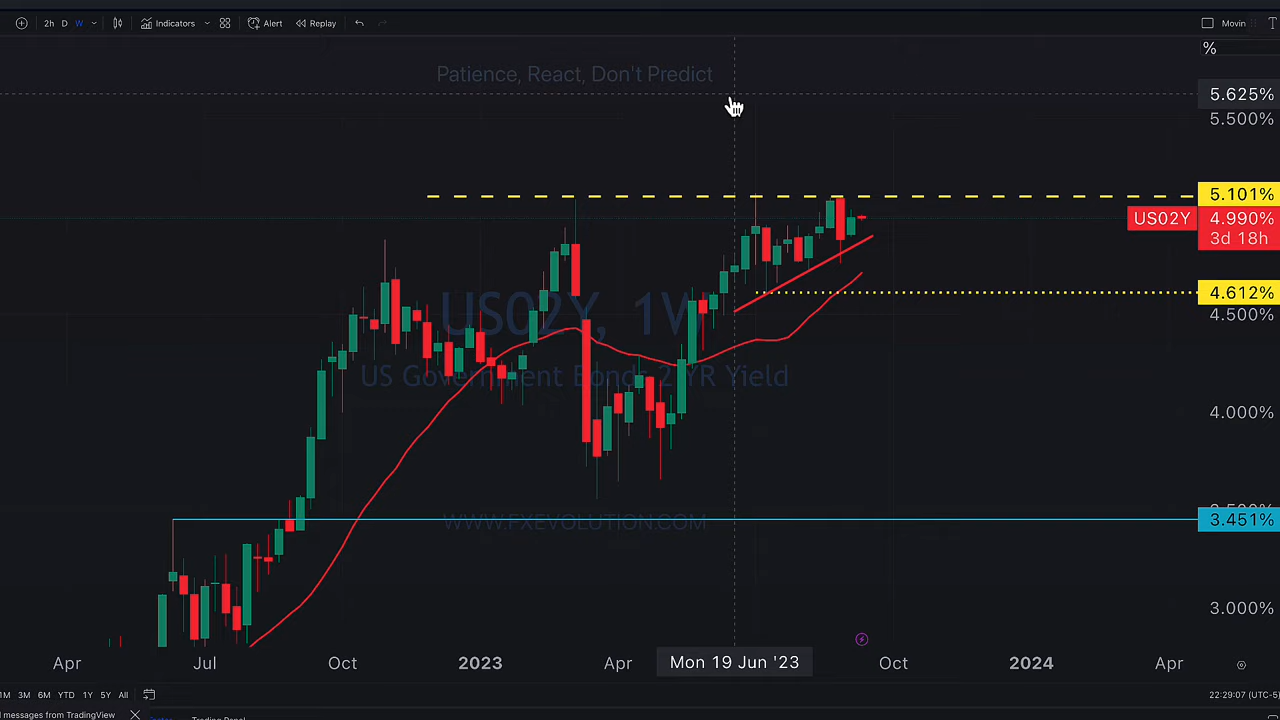 2h D W Indicators Alert Replay Movin
%
Patience, React, Don't Predict
5.625%
5.500%
5.101%
US02Y 4.990%
3d 18h
4.612%
US02Y, 1W
4.500%
US Government Bonds 2 YR Yield
4.000%
WWW.FXEVOLUTION.COM
3.451%
3.000%
Apr Jul Oct 2023 Apr Mon 19 Jun '23 Oct 2024 Apr
1M 3M 6M YTD 1Y 5Y All 22:29:07 (UTC-5)
messages from TradingView Trading Panel